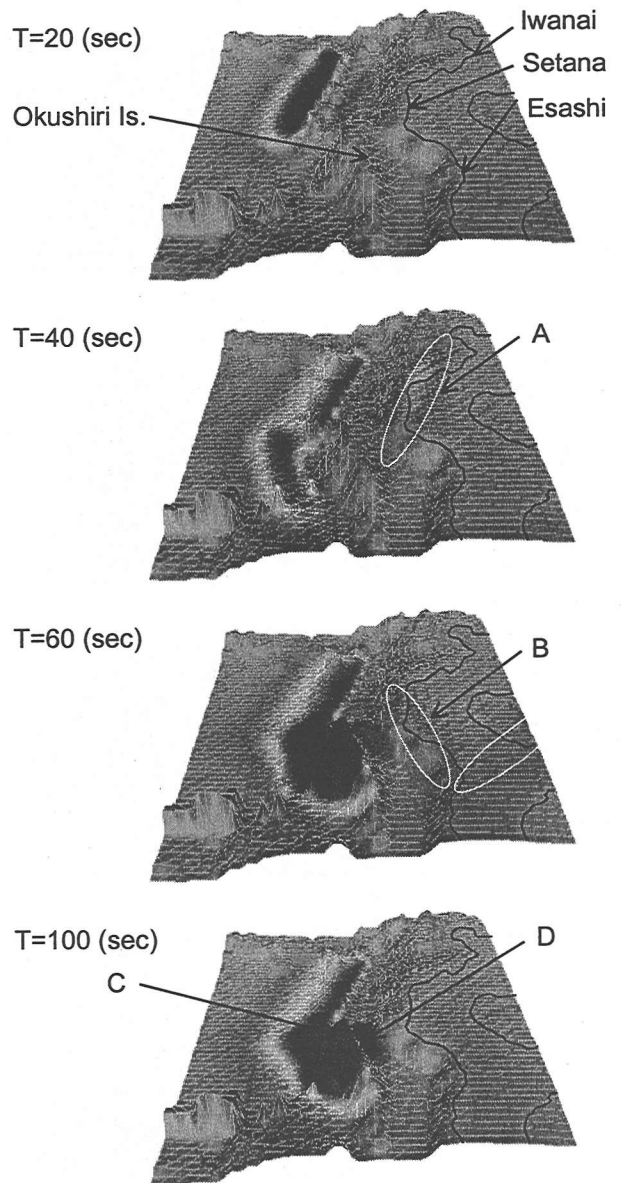 T=20 (sec)
Iwanai
Setana
Okushiri Is.
Esashi
T=40 (sec)
A
T=60 (sec)
B
T=100 (sec)
C
D